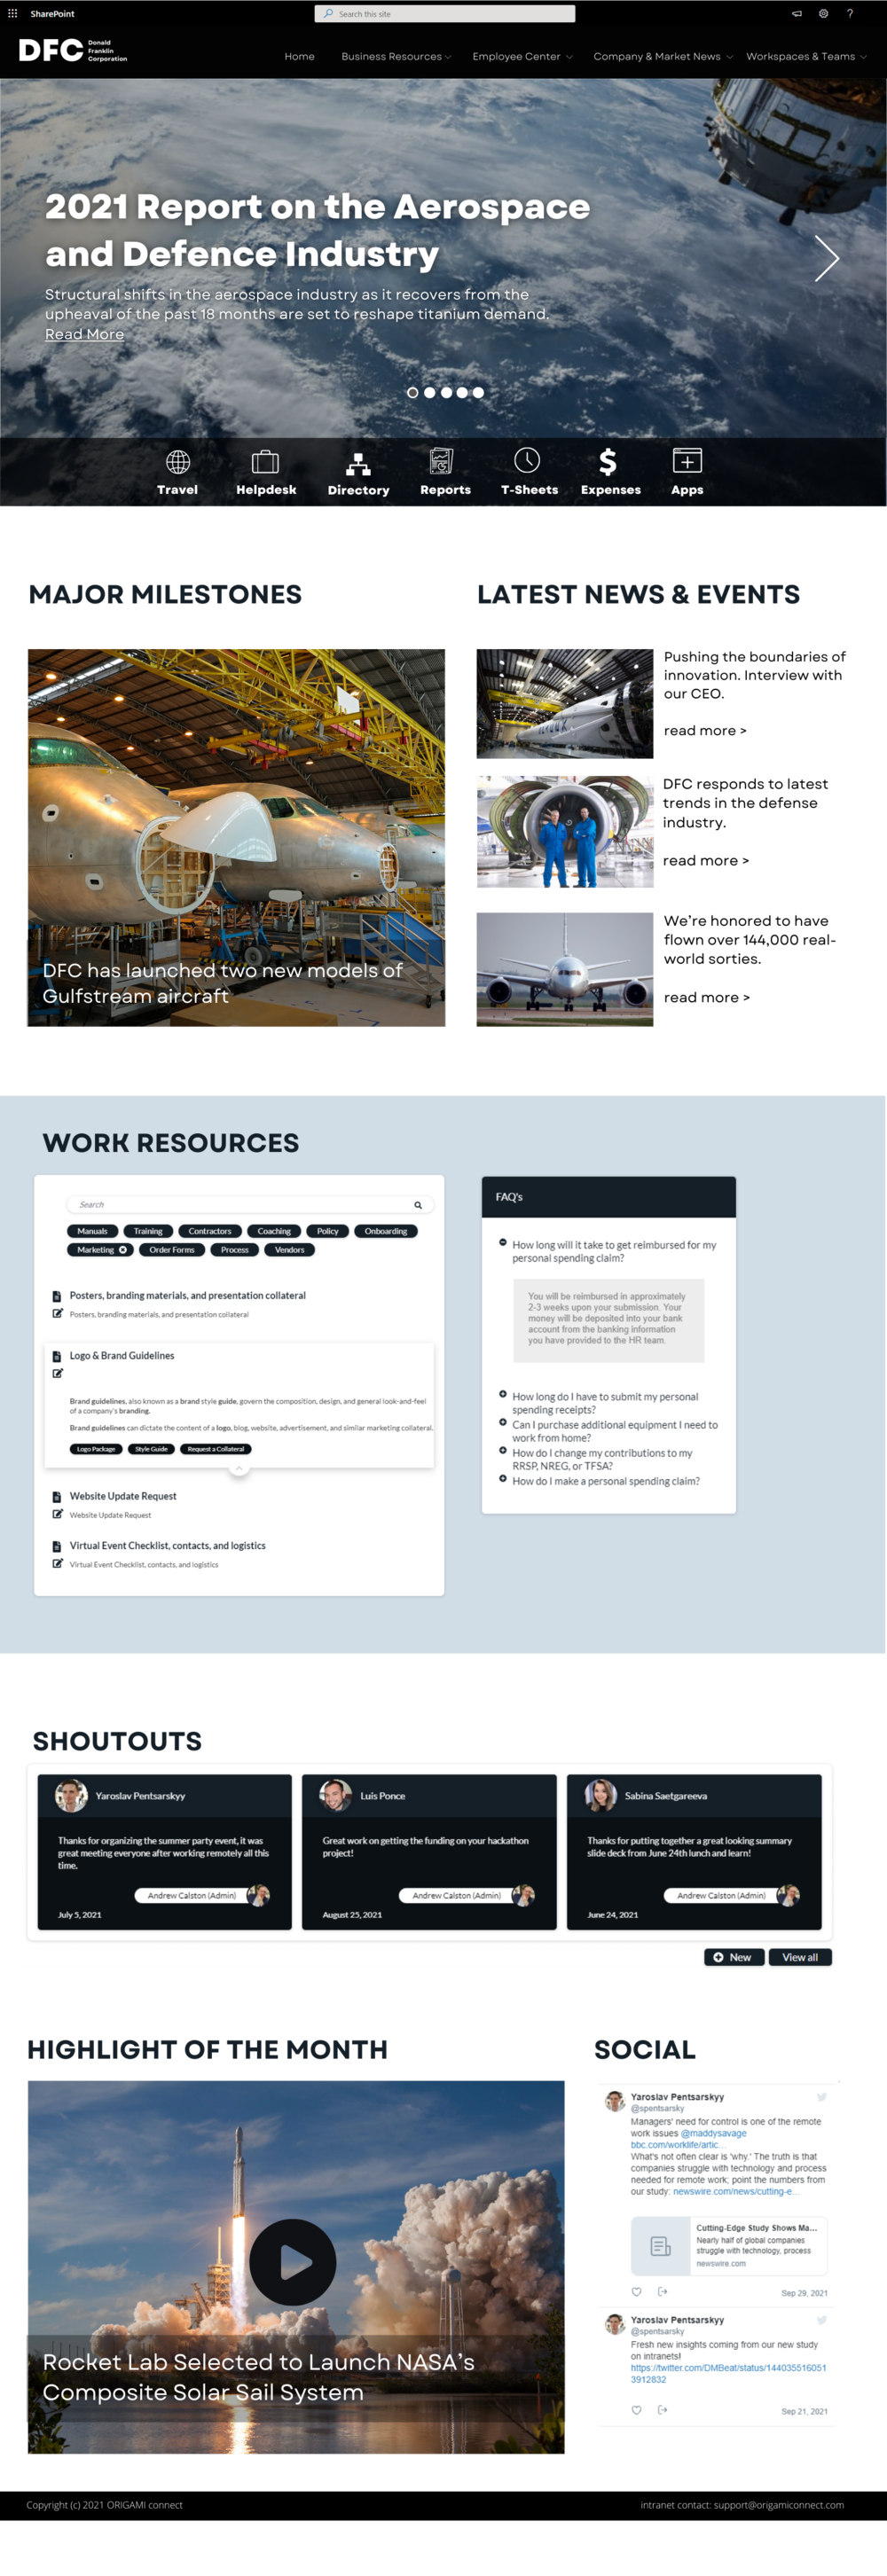 SharePoint
Search this site
?
DFC
Donald
Franklin
Corporation
Home
Business Resources
Employee Center
Company & Market News
Workspaces & Teams
2021 Report on the Aerospace
and Defence Industry
Structural shifts in the aerospace industry as it recovers from the
upheaval of the past 18 months are set to reshape titanium demand.
Read More
Travel
Helpdesk
Directory
Reports
T-Sheets
Expenses
Apps
MAJOR MILESTONES
DFC has launched two new models of
Gulfstream aircraft
LATEST NEWS & EVENTS
Pushing the boundaries of
innovation. Interview with
our CEO.
read more >
DFC responds to latest
trends in the defense
industry.
read more >
We're honored to have
flown over 144,000 real-
world sorties.
read more >
WORK RESOURCES
Search
Manuals
Training
Contractors
Coaching
Policy
Onboarding
Marketing
Order Forms
Process
Vendors
Posters, branding materials, and presentation collateral
Posters, branding materials, and presentation collateral
Logo & Brand Guidelines
Brand guidelines, also known as a brand style guide, govern the composition, design, and general look-and-feel
of a company's branding.
Brand guidelines can dictate the content of a logo, blog, website, advertisement, and similar marketing collateral.
Logo Package
Style Guide
Request a Collateral
Website Update Request
Website Update Request
Virtual Event Checklist, contacts, and logistics
Virtual Event Checklist, contacts, and logistics
FAQ's
How long will it take to get reimbursed for my
personal spending claim?
You will be reimbursed in approximately
2-3 weeks upon your submission. Your
money will be deposited into your bank
account from the banking information
you have provided to the HR team.
How long do I have to submit my personal
spending receipts?
Can I purchase additional equipment I need to
work from home?
How do I change my contributions to my
RRSP, NREG, or TFSA?
How do I make a personal spending claim?
SHOUTOUTS
Yaroslav Pentsarskyy
Thanks for organizing the summer party event, it was
great meeting everyone after working remotely all this
time.
Andrew Calston (Admin)
July 5, 2021
Luis Ponce
Great work on getting the funding on your hackathon
project!
Andrew Calston (Admin)
August 25, 2021
Sabina Saetgareeva
Thanks for putting together a great looking summary
slide deck from June 24th lunch and learn!
Andrew Calston (Admin)
June 24, 2021
New
View all
HIGHLIGHT OF THE MONTH
Rocket Lab Selected to Launch NASA's
Composite Solar Sail System
SOCIAL
Yaroslav Pentsarskyy
@spentsarsky
Managers' need for control is one of the remote
work issues @maddysavage
bbc.com/worklife/artic...
What's not often clear is 'why.' The truth is that
companies struggle with technology and process
needed for remote work; point the numbers from
our study: newswire.com/news/cutting-e...
Cutting-Edge Study Shows Ma...
Nearly half of global companies
struggle with technology, process
newswire.com
Sep 29, 2021
Yaroslav Pentsarskyy
@spentsarsky
Fresh new insights coming from our new study
on intranets!
https://twitter.com/DMBeat/status/144035516051
3912832
Sep 21, 2021
Copyright (c) 2021 ORIGAMI connect
intranet contact: support@origamiconnect.com